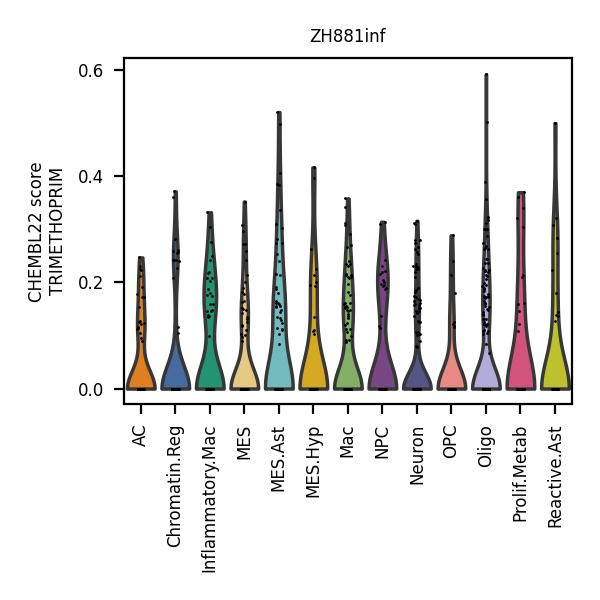 ZH881inf
CHEMBL22 score
TRIMETHOPRIM
0.6
0.4
0.2
0.0
AC
Chromatin.Reg
Inflammatory.Mac
MES
MES.Ast
MES.Hyp
Mac
NPC
Neuron
OPC
Oligo
Prolif.Metab
Reactive.Ast